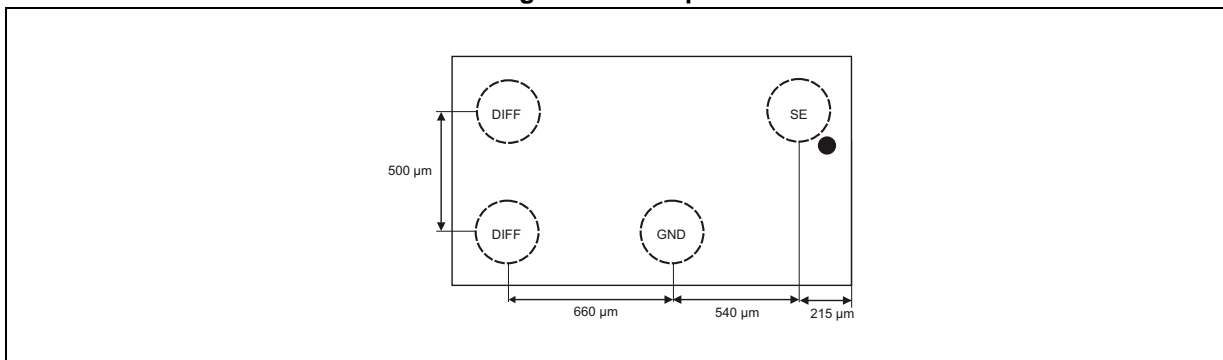 DIFF
SE
500 µm
DIFF
GND
660 µm
540 µm
215 µm